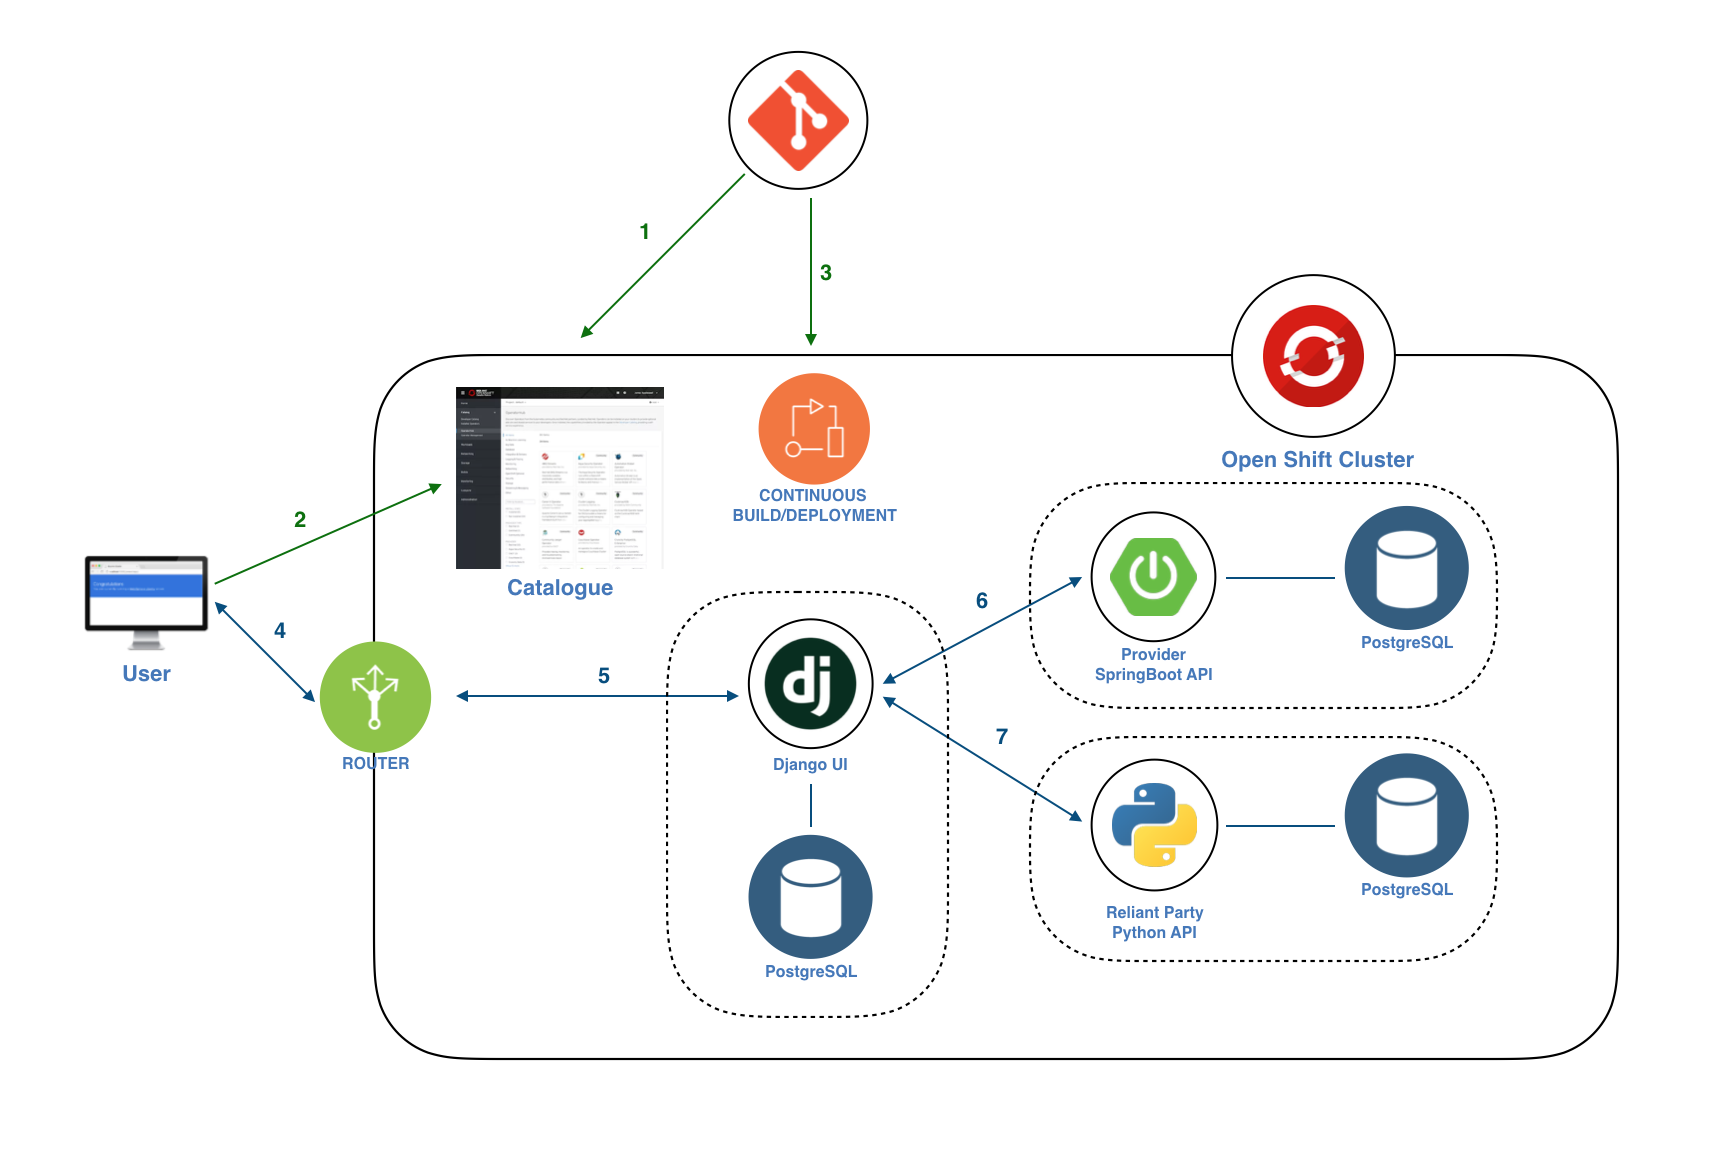 1
3
Open Shift Cluster
CONTINUOUS
BUILD/DEPLOYMENT
2
Catalogue
6
4
User
5
ROUTER
dj
Django UI
Provider
SpringBoot API
PostgreSQL
7
Reliant Party
Python API
PostgreSQL
PostgreSQL